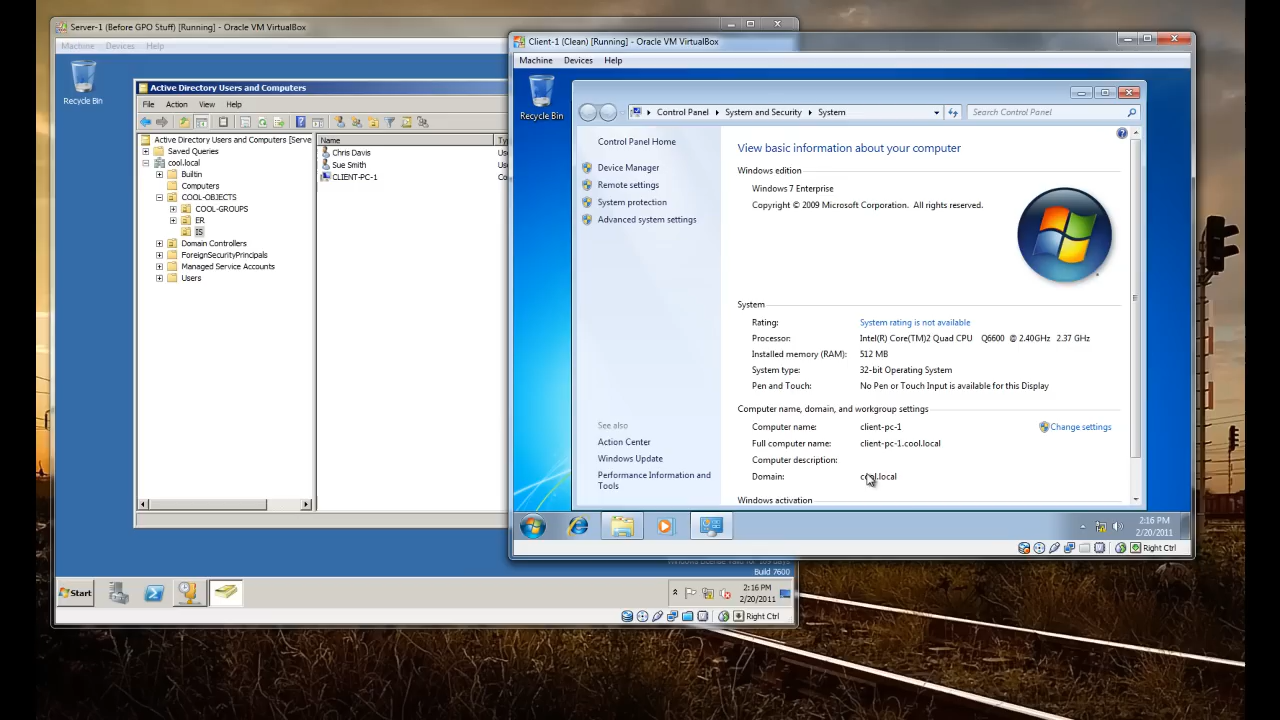 Server-1 (Before GPO Stuff) [Running] - Oracle VM VirtualBox
Machine Devices Help
Recycle Bin
Active Directory Users and Computers
File Action View Help
Active Directory Users and Computers [Serve
Saved Queries
cool.local
Builtin
Computers
COOL-OBJECTS
COOL-GROUPS
ER
IS
Domain Controllers
ForeignSecurityPrincipals
Managed Service Accounts
Users
Name Ty
Chris Davis Use
Sue Smith Use
CLIENT-PC-1 Co
Build 7600
Start
2:16 PM
2/20/2011
Right Ctrl
Client-1 (Clean) [Running] - Oracle VM VirtualBox
Machine Devices Help
Recycle Bin
Control Panel System and Security System
Search Control Panel
Control Panel Home
Device Manager
Remote settings
System protection
Advanced system settings
See also
Action Center
Windows Update
Performance Information and
Tools
View basic information about your computer
Windows edition
Windows 7 Enterprise
Copyright © 2009 Microsoft Corporation. All rights reserved.
System
Rating: System rating is not available
Processor: Intel(R) Core(TM)2 Quad CPU Q6600 @ 2.40GHz 2.37 GHz
Installed memory (RAM): 512 MB
System type: 32-bit Operating System
Pen and Touch: No Pen or Touch Input is available for this Display
Computer name, domain, and workgroup settings
Computer name: client-pc-1
Change settings
Full computer name: client-pc-1.cool.local
Computer description:
Domain: cool.local
Windows activation
2:16 PM
2/20/2011
Right Ctrl